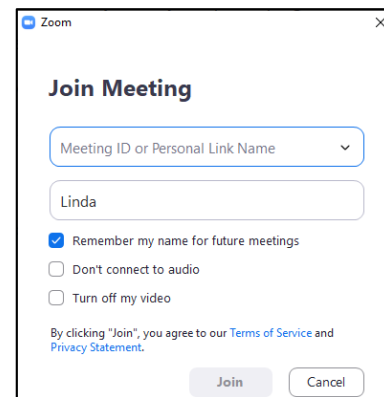 Zoom
Join Meeting
Meeting ID or Personal Link Name
Linda
Remember my name for future meetings
Don't connect to audio
Turn off my video
By clicking "Join", you agree to our Terms of Service and
Privacy Statement.
Join Cancel